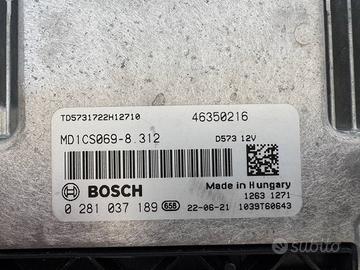 TD5731722H12710 46350216
MD1CS069-8.312 D573 12V
BOSCH Made in Hungary
1263 1271
0 281 037 189 658 22-06-21 1039T60643
subito